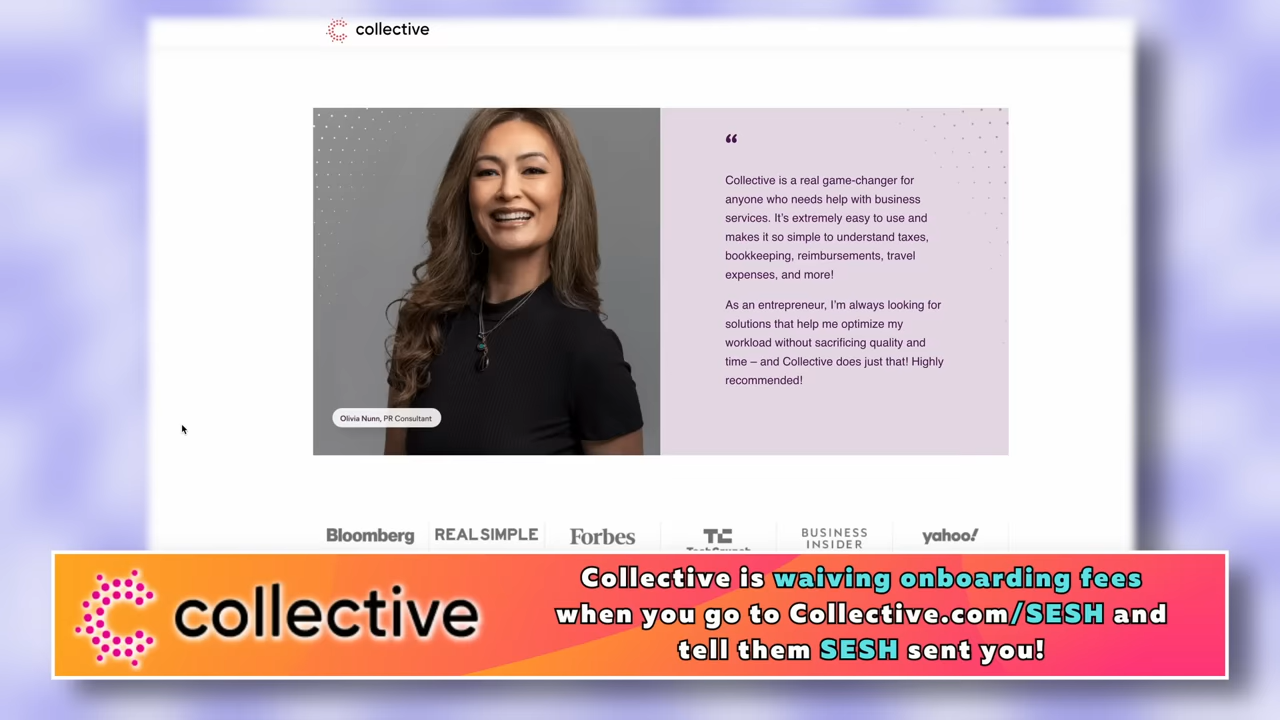 collective
“
Collective is a real game-changer for
anyone who needs help with business
services. It’s extremely easy to use and
makes it so simple to understand taxes,
bookkeeping, reimbursements, travel
expenses, and more!
As an entrepreneur, I’m always looking for
solutions that help me optimize my
workload without sacrificing quality and
time – and Collective does just that! Highly
recommended!
Olivia Nunn, PR Consultant
Bloomberg
REAL SIMPLE
Forbes
TC
TechCrunch
BUSINESS
INSIDER
yahoo!
collective
Collective is waiving onboarding fees
when you go to Collective.com/SESH and
tell them SESH sent you!